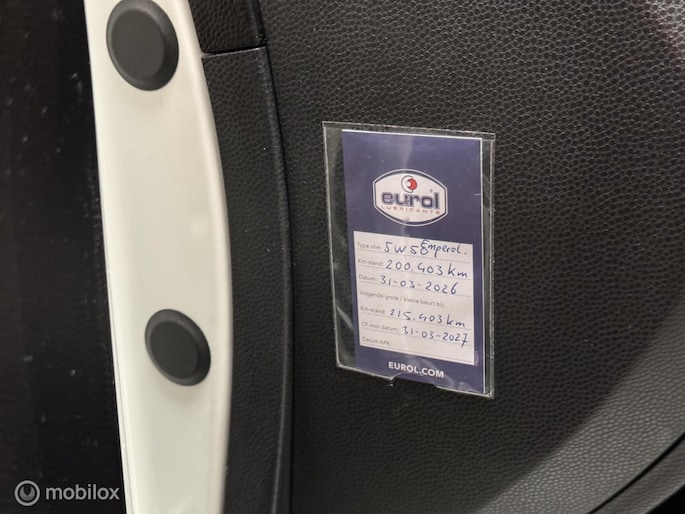 eurol
LUBRICANTS
Type olie: 5W50 Emperol.
Km-stand: 200.403 km
Datum: 31-03-2026
Volgende grote / kleine beurt bij:
Km-stand: 215.403 km
Of voor datum: 31-03-2027
Datum APK:
EUROL.COM
mobilox